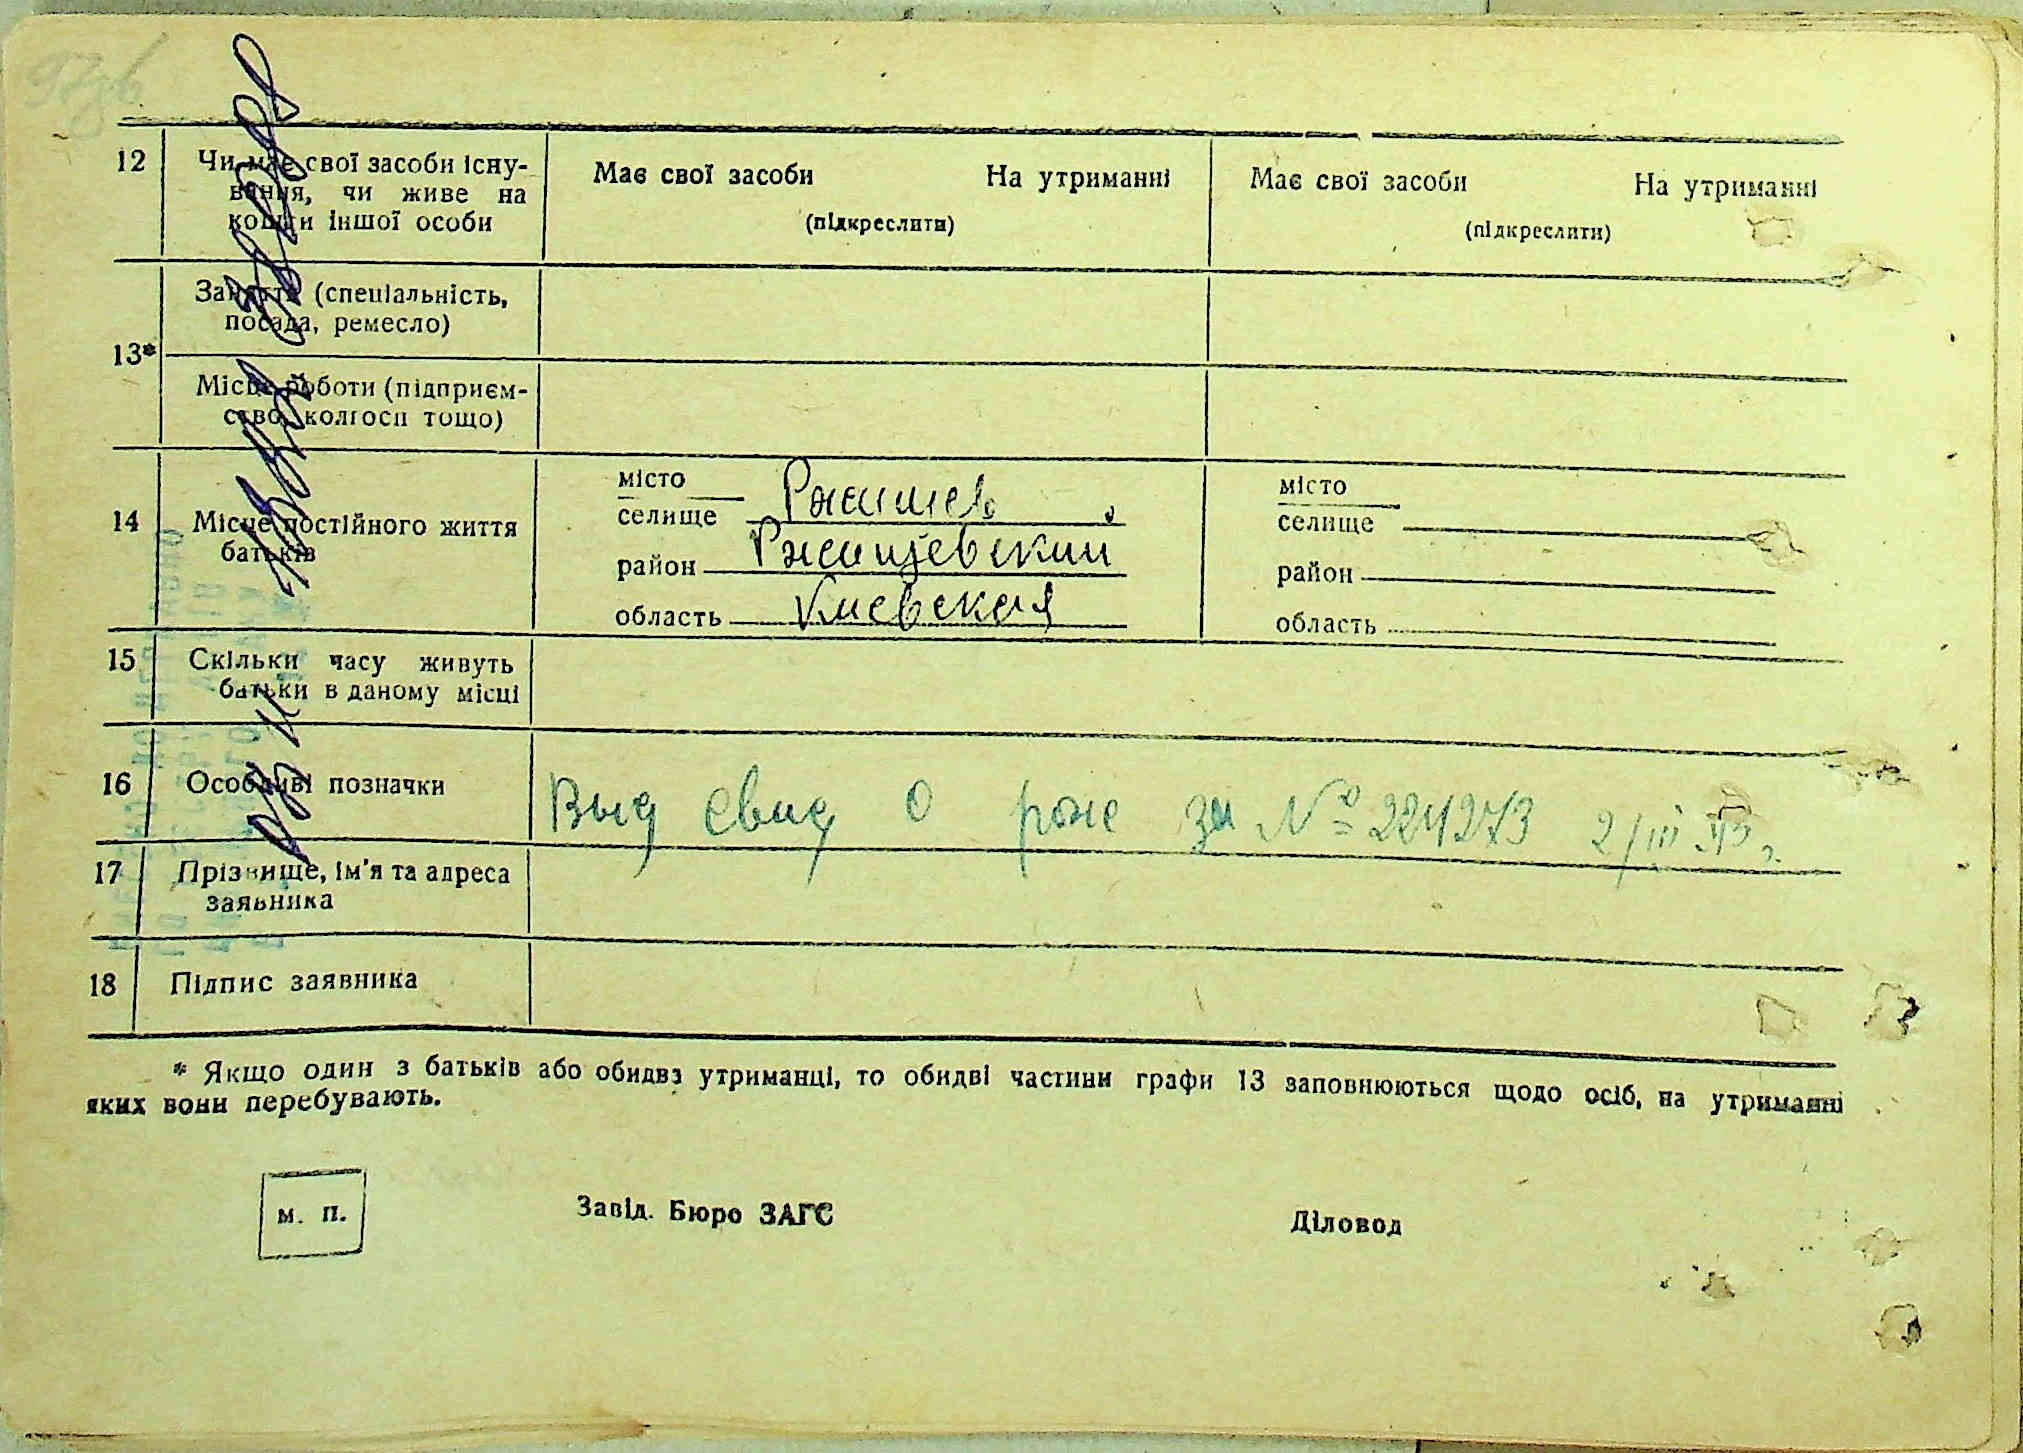 12 Чи має свої засоби існу-
вання, чи живе на
кошти іншої особи
Має свої засоби На утриманні
(підкреслити)
Має свої засоби На утриманні
(підкреслити)
13*
Заняття (спеціальність,
посада, ремесло)
Місце роботи (підприєм-
ство, колгосп тощо)
14 Місце постійного життя
батьків
місто
селище Ржищев
район Ржищевский
область Киевская
місто
селище
район
область
15 Скільки часу живуть
батьки в даному місці
16 Особливі позначки
Выд свид о рож за № 224273 2/III
17 Прізвище, ім'я та адреса
заявника
18 Підпис заявника
* Якщо один з батьків або обидва утриманці, то обидві частини графи 13 заповнюються щодо осіб, на утриманні
яких вони перебувають.
м. п.
Завід. Бюро ЗАГС
Діловод